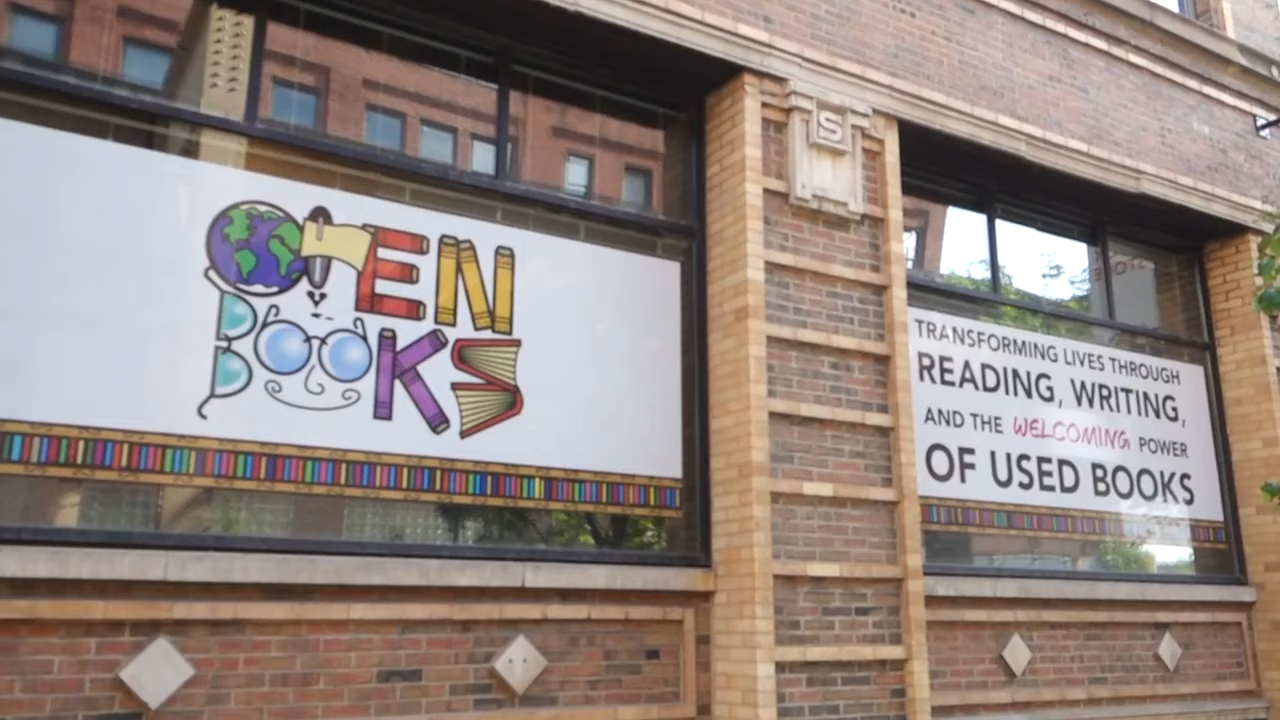 OPEN
BOOKS
S
TRANSFORMING LIVES THROUGH
READING, WRITING,
AND THE WELCOMING POWER
OF USED BOOKS